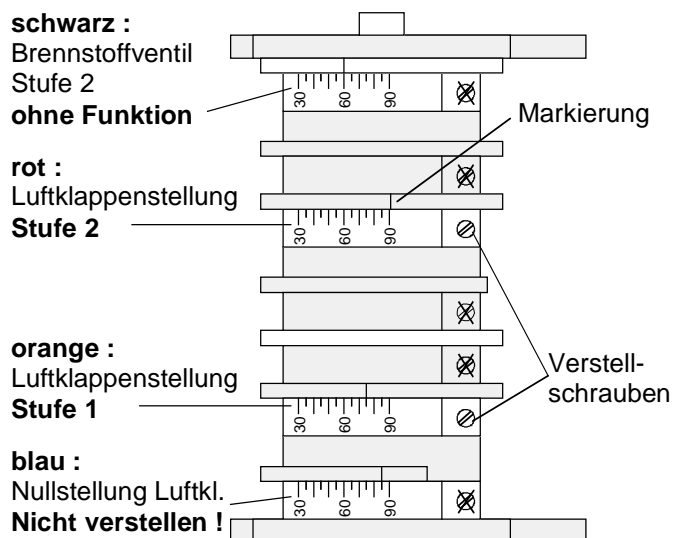 schwarz :
Brennstoffventil
Stufe 2
ohne Funktion
30 60 90
Markierung
rot :
Luftklappenstellung
Stufe 2
30 60 90
orange :
Luftklappenstellung
Stufe 1
30 60 90
Verstell-
schrauben
blau :
Nullstellung Luftkl.
Nicht verstellen !
30 60 90